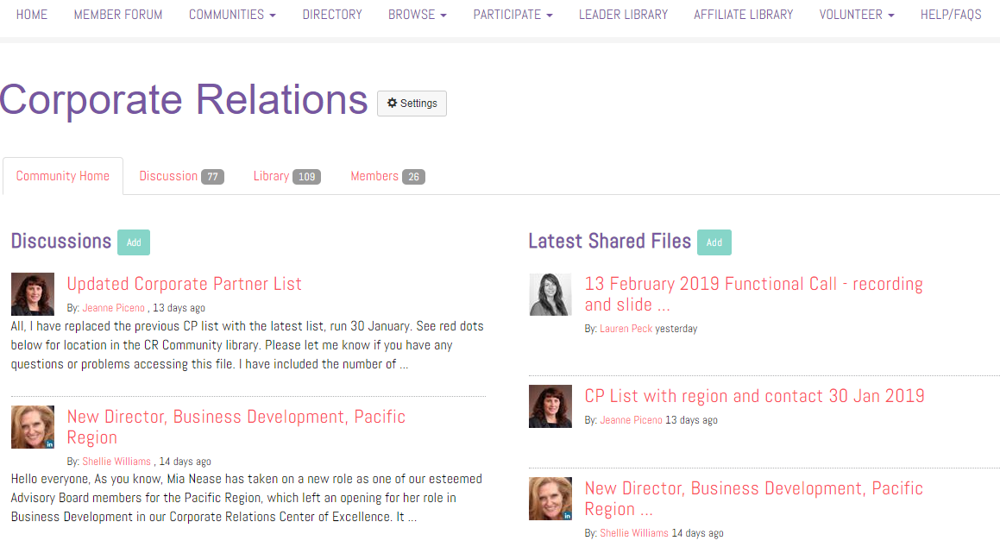 HOME MEMBER FORUM COMMUNITIES DIRECTORY BROWSE PARTICIPATE LEADER LIBRARY AFFILIATE LIBRARY VOLUNTEER HELP/FAQS
Corporate Relations Settings
Community Home Discussion 77 Library 109 Members 26
Discussions Add
Updated Corporate Partner List
By: Jeanne Piceno , 13 days ago
All, I have replaced the previous CP list with the latest list, run 30 January. See red dots
below for location in the CR Community library. Please let me know if you have any
questions or problems accessing this file. I have included the number of ...
New Director, Business Development, Pacific
Region
By: Shellie Williams , 14 days ago
Hello everyone, As you know, Mia Nease has taken on a new role as one of our esteemed
Advisory Board members for the Pacific Region, which left an opening for her role in
Business Development in our Corporate Relations Center of Excellence. It ...
in
Latest Shared Files Add
13 February 2019 Functional Call - recording
and slide ...
By: Lauren Peck yesterday
CP List with region and contact 30 Jan 2019
By: Jeanne Piceno 13 days ago
New Director, Business Development, Pacific
Region ...
By: Shellie Williams 14 days ago
in